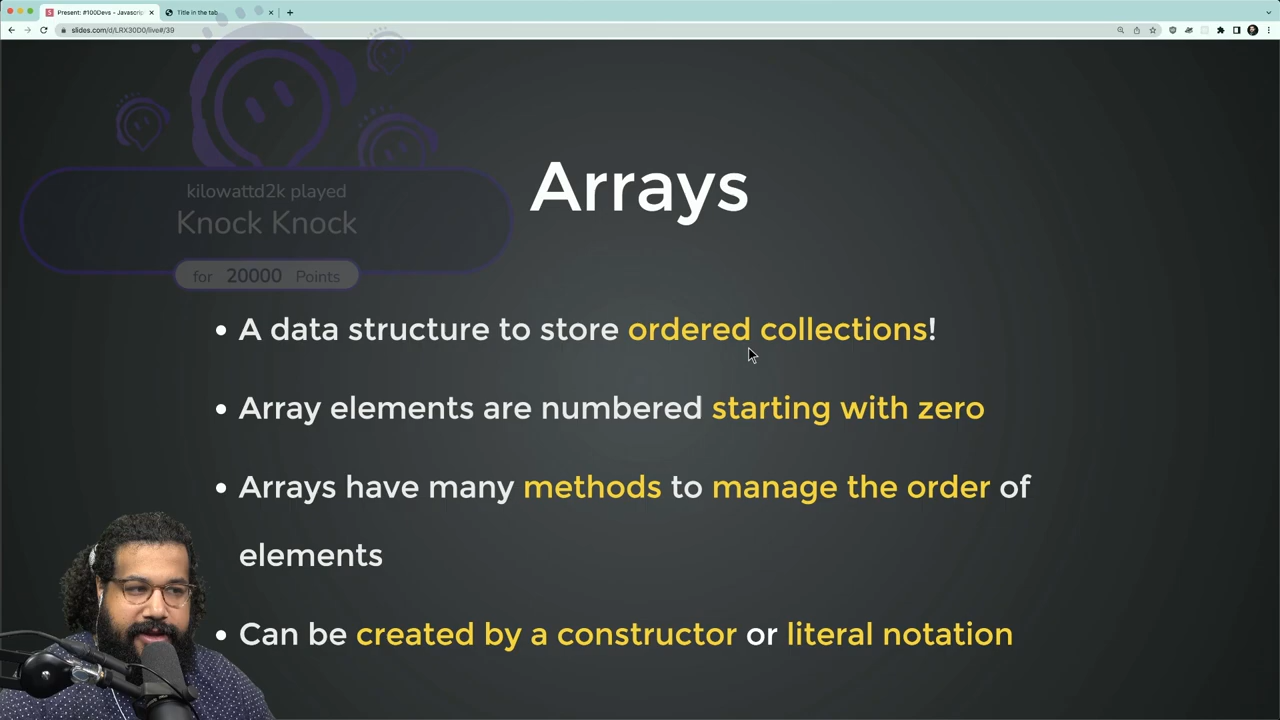 Present: #100Devs - Javascrip
Title in the tab
slides.com/d/LRX30D0/live#/39
kilowattd2k played
Knock Knock
for 20000 Points
Arrays
• A data structure to store ordered collections!
• Array elements are numbered starting with zero
• Arrays have many methods to manage the order of
elements
• Can be created by a constructor or literal notation